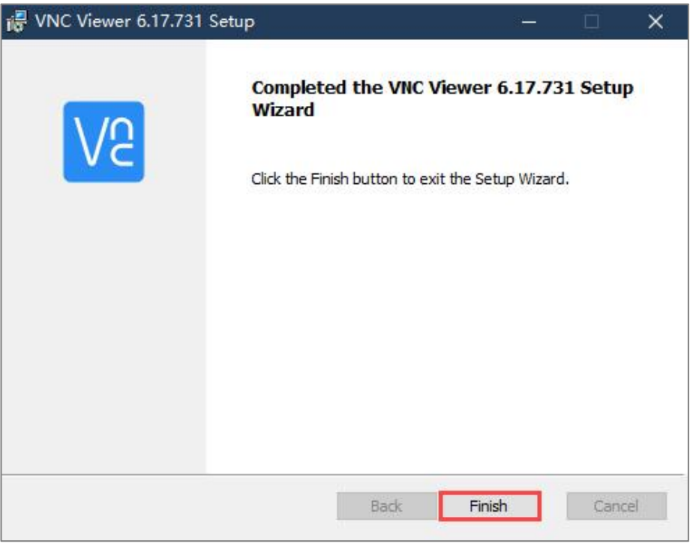 VNC Viewer 6.17.731 Setup
Completed the VNC Viewer 6.17.731 Setup
Wizard
VNC
Click the Finish button to exit the Setup Wizard.
Back
Finish
Cancel